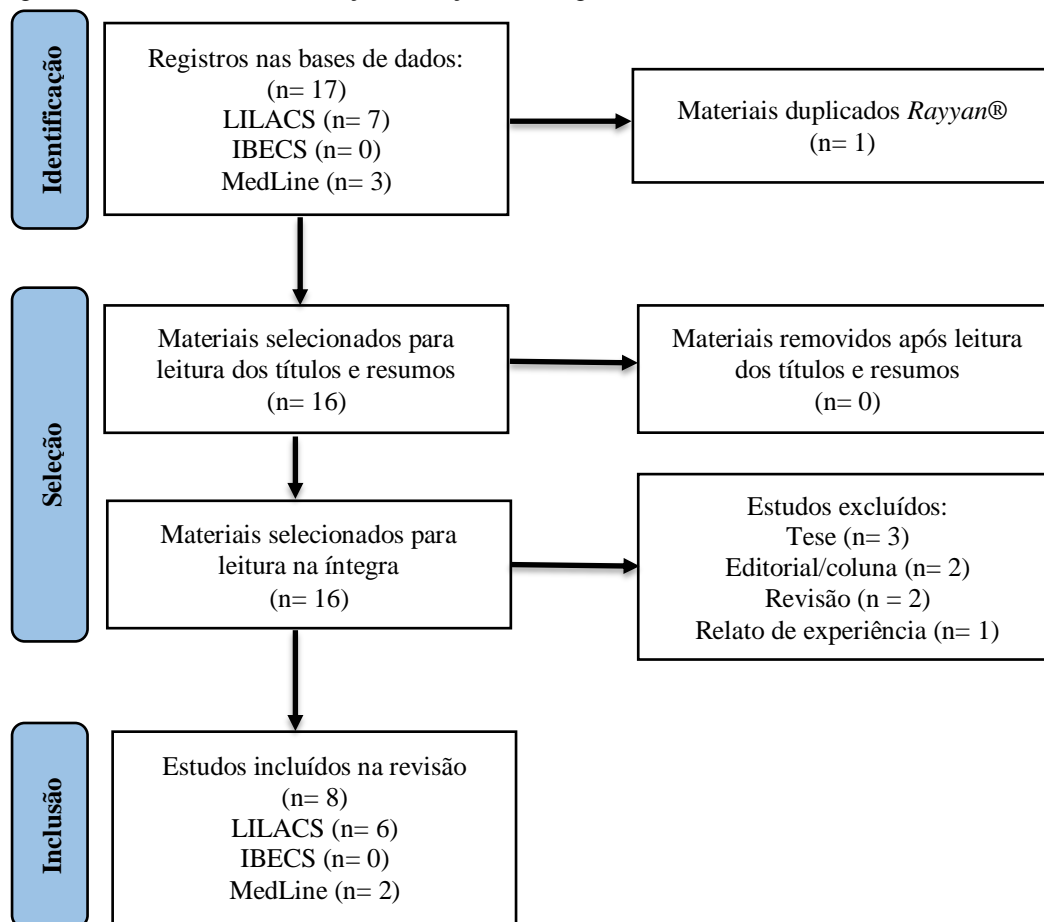 Identificação
Registros nas bases de dados:
(n= 17)
LILACS (n= 7)
IBECS (n= 0)
MedLine (n= 3)
Materiais duplicados Rayyan®
(n= 1)
Seleção
Materiais selecionados para
leitura dos títulos e resumos
(n= 16)
Materiais removidos após leitura
dos títulos e resumos
(n= 0)
Materiais selecionados para
leitura na íntegra
(n= 16)
Estudos excluídos:
Tese (n= 3)
Editorial/coluna (n= 2)
Revisão (n = 2)
Relato de experiência (n= 1)
Inclusão
Estudos incluídos na revisão
(n= 8)
LILACS (n= 6)
IBECS (n= 0)
MedLine (n= 2)